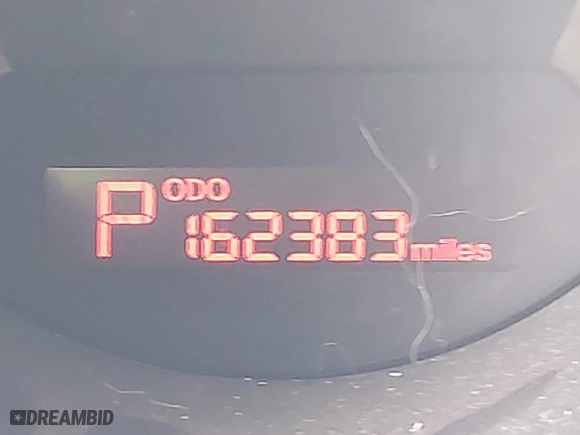 P ODO
162383 miles
DREAMBID